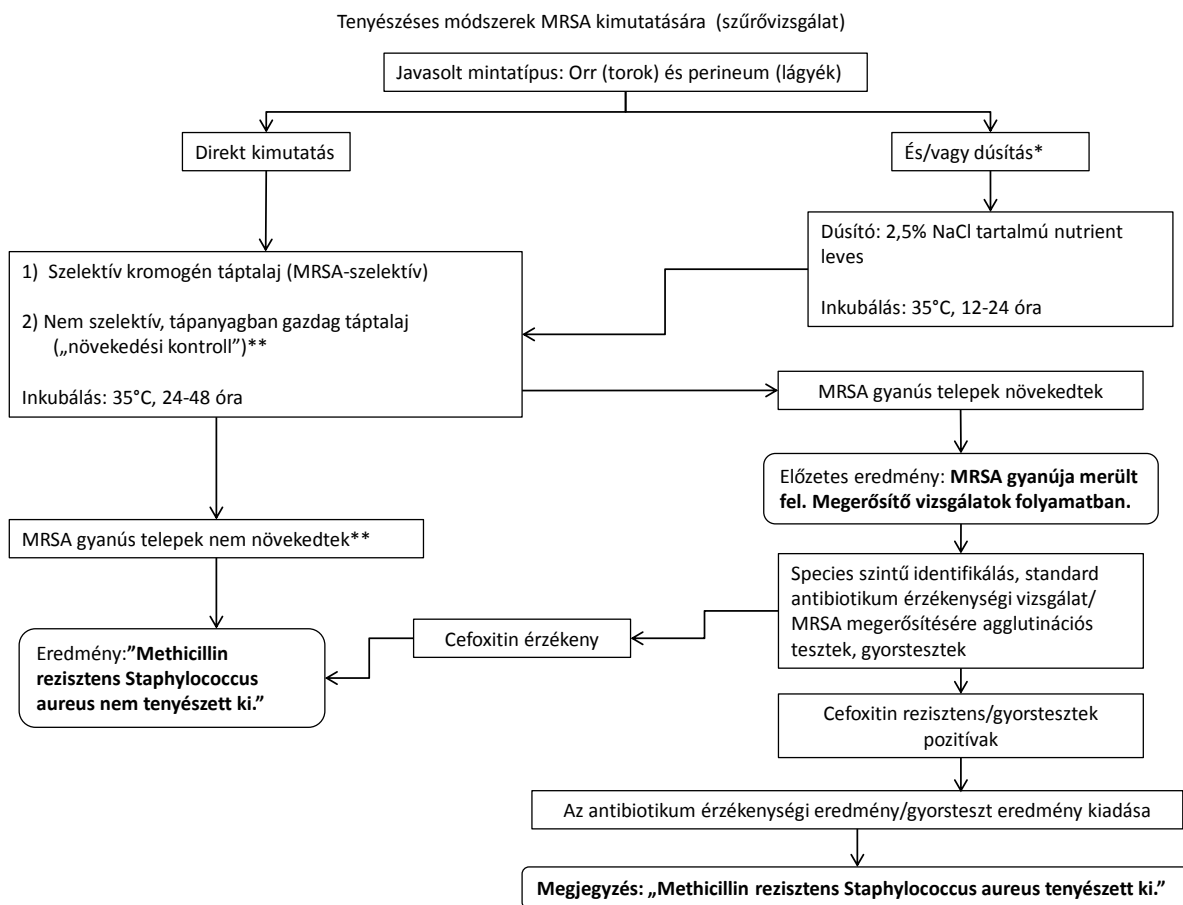 Tenyészéses módszerek MRSA kimutatására (szűrővizsgálat)
Javasolt mintatípus: Orr (torok) és perineum (lágyék)
Direkt kimutatás
És/vagy dúsítás*
Dúsító: 2,5% NaCl tartalmú nutrient
leves
Inkubálás: 35°C, 12-24 óra
1) Szelektív kromogén táptalaj (MRSA-szelektív)
2) Nem szelektív, tápanyagban gazdag táptalaj
(„növekedési kontroll”)**
Inkubálás: 35°C, 24-48 óra
MRSA gyanús telepek növekedtek
Előzetes eredmény: MRSA gyanúja merült
fel. Megerősítő vizsgálatok folyamatban.
MRSA gyanús telepek nem növekedtek**
Species szintű identifikálás, standard
antibiotikum érzékenységi vizsgálat/
MRSA megerősítésére agglutinációs
tesztek, gyorstesztek
Cefoxitin érzékeny
Eredmény:”Methicillin
rezisztens Staphylococcus
aureus nem tenyészett ki.”
Cefoxitin rezisztens/gyorstesztek
pozitívak
Az antibiotikum érzékenységi eredmény/gyorsteszt eredmény kiadása
Megjegyzés: „Methicillin rezisztens Staphylococcus aureus tenyészett ki.”